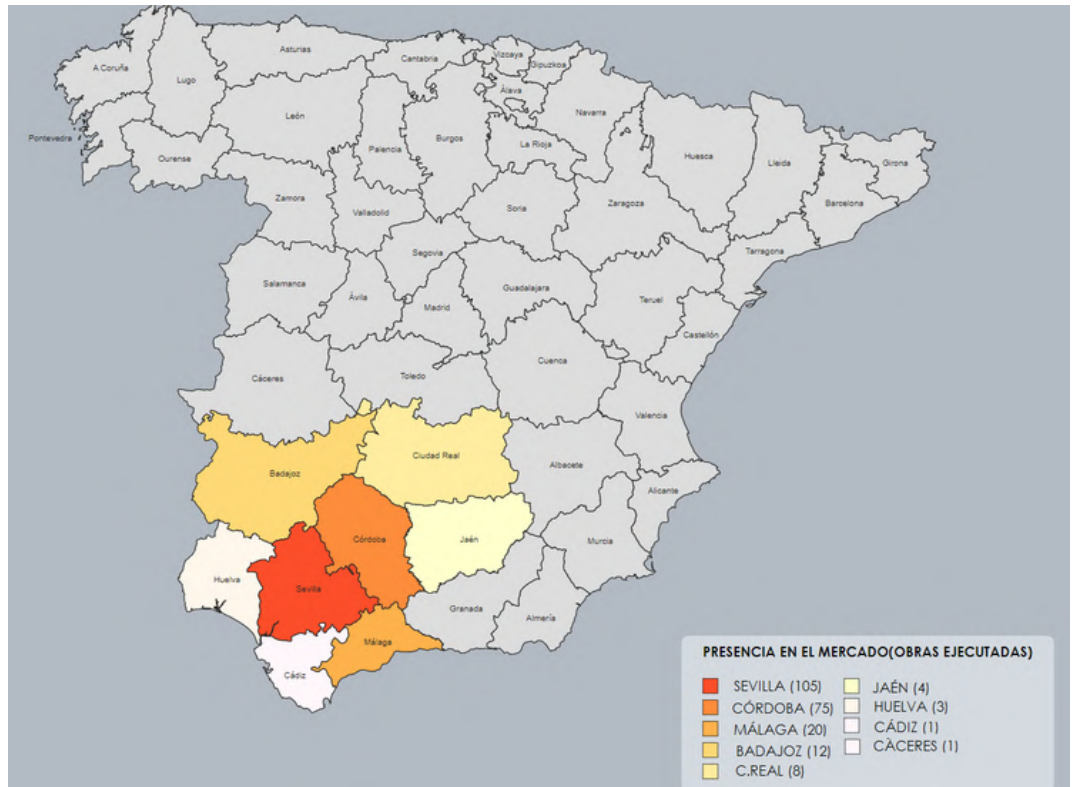 Asturias
Cantabria
Vizcaya
Gipuzkoa
A Coruña
Lugo
Álava
León
Navarra
Pontevedra
Palencia
Burgos
La Rioja
Ourense
Huesca
Lleida
Girona
Zamora
Valladolid
Soria
Zaragoza
Barcelona
Segovia
Tarragona
Salamanca
Ávila
Madrid
Guadalajara
Teruel
Castellón
Cáceres
Toledo
Cuenca
Valencia
Badajoz
Ciudad Real
Albacete
Alicante
Córdoba
Jaén
Murcia
Huelva
Sevilla
Granada
Almería
Málaga
Cádiz
PRESENCIA EN EL MERCADO(OBRAS EJECUTADAS)
SEVILLA (105)
CÓRDOBA (75)
MÁLAGA (20)
BADAJOZ (12)
C.REAL (8)
JAÉN (4)
HUELVA (3)
CÁDIZ (1)
CÀCERES (1)